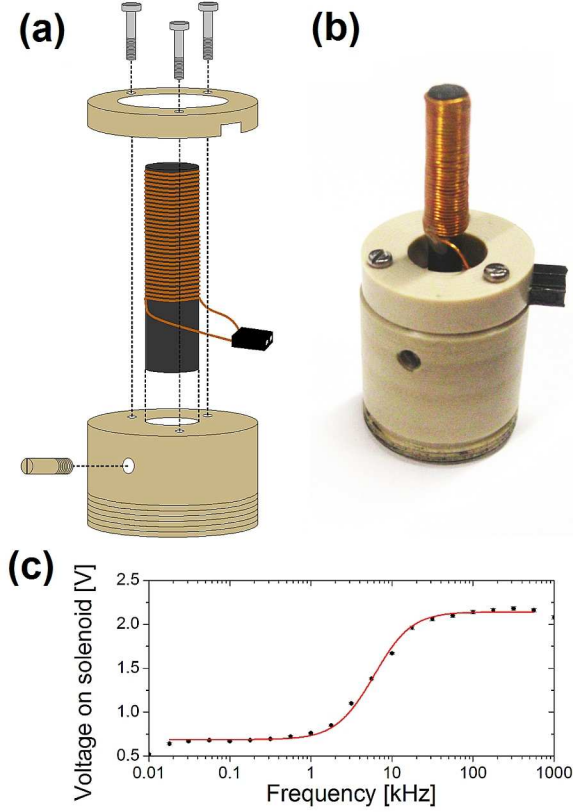 (a)
(b)
(c)
Voltage on solenoid [V]
2.5
2.0
1.5
1.0
0.5
0.01 0.1 1 10 100 1000
Frequency [kHz]